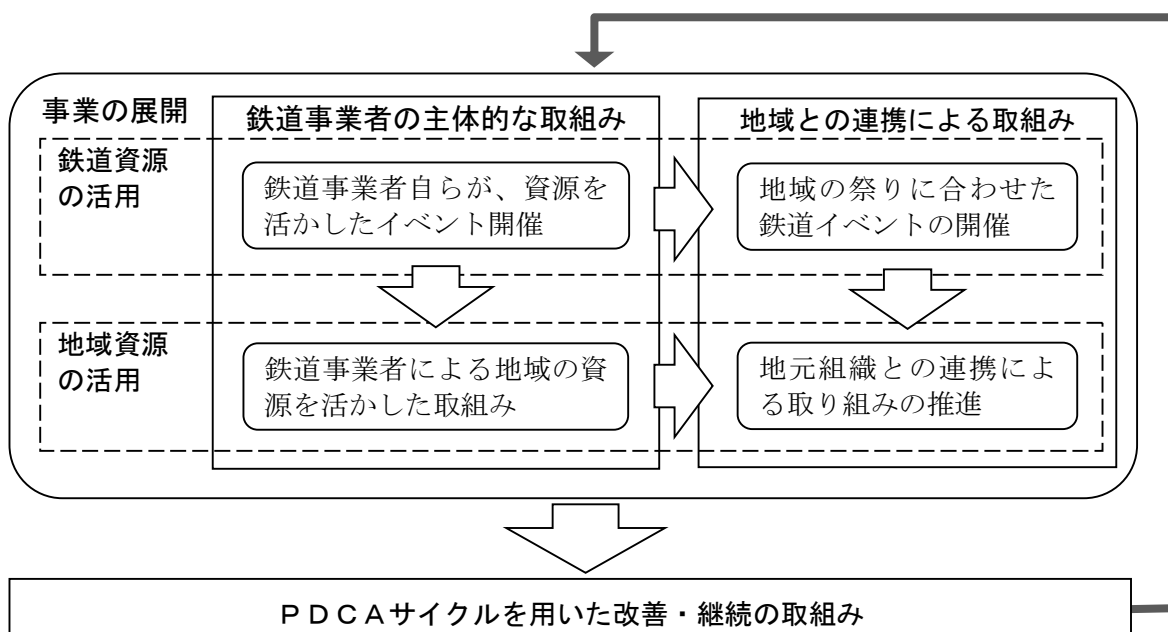 事業の展開
鉄道事業者の主体的な取組み
地域との連携による取組み
鉄道資源
の活用
鉄道事業者自らが、資源を
活かしたイベント開催
地域の祭りに合わせた
鉄道イベントの開催
地域資源
の活用
鉄道事業者による地域の資
源を活かした取組み
地元組織との連携によ
る取り組みの推進
ＰＤＣＡサイクルを用いた改善・継続の取組み